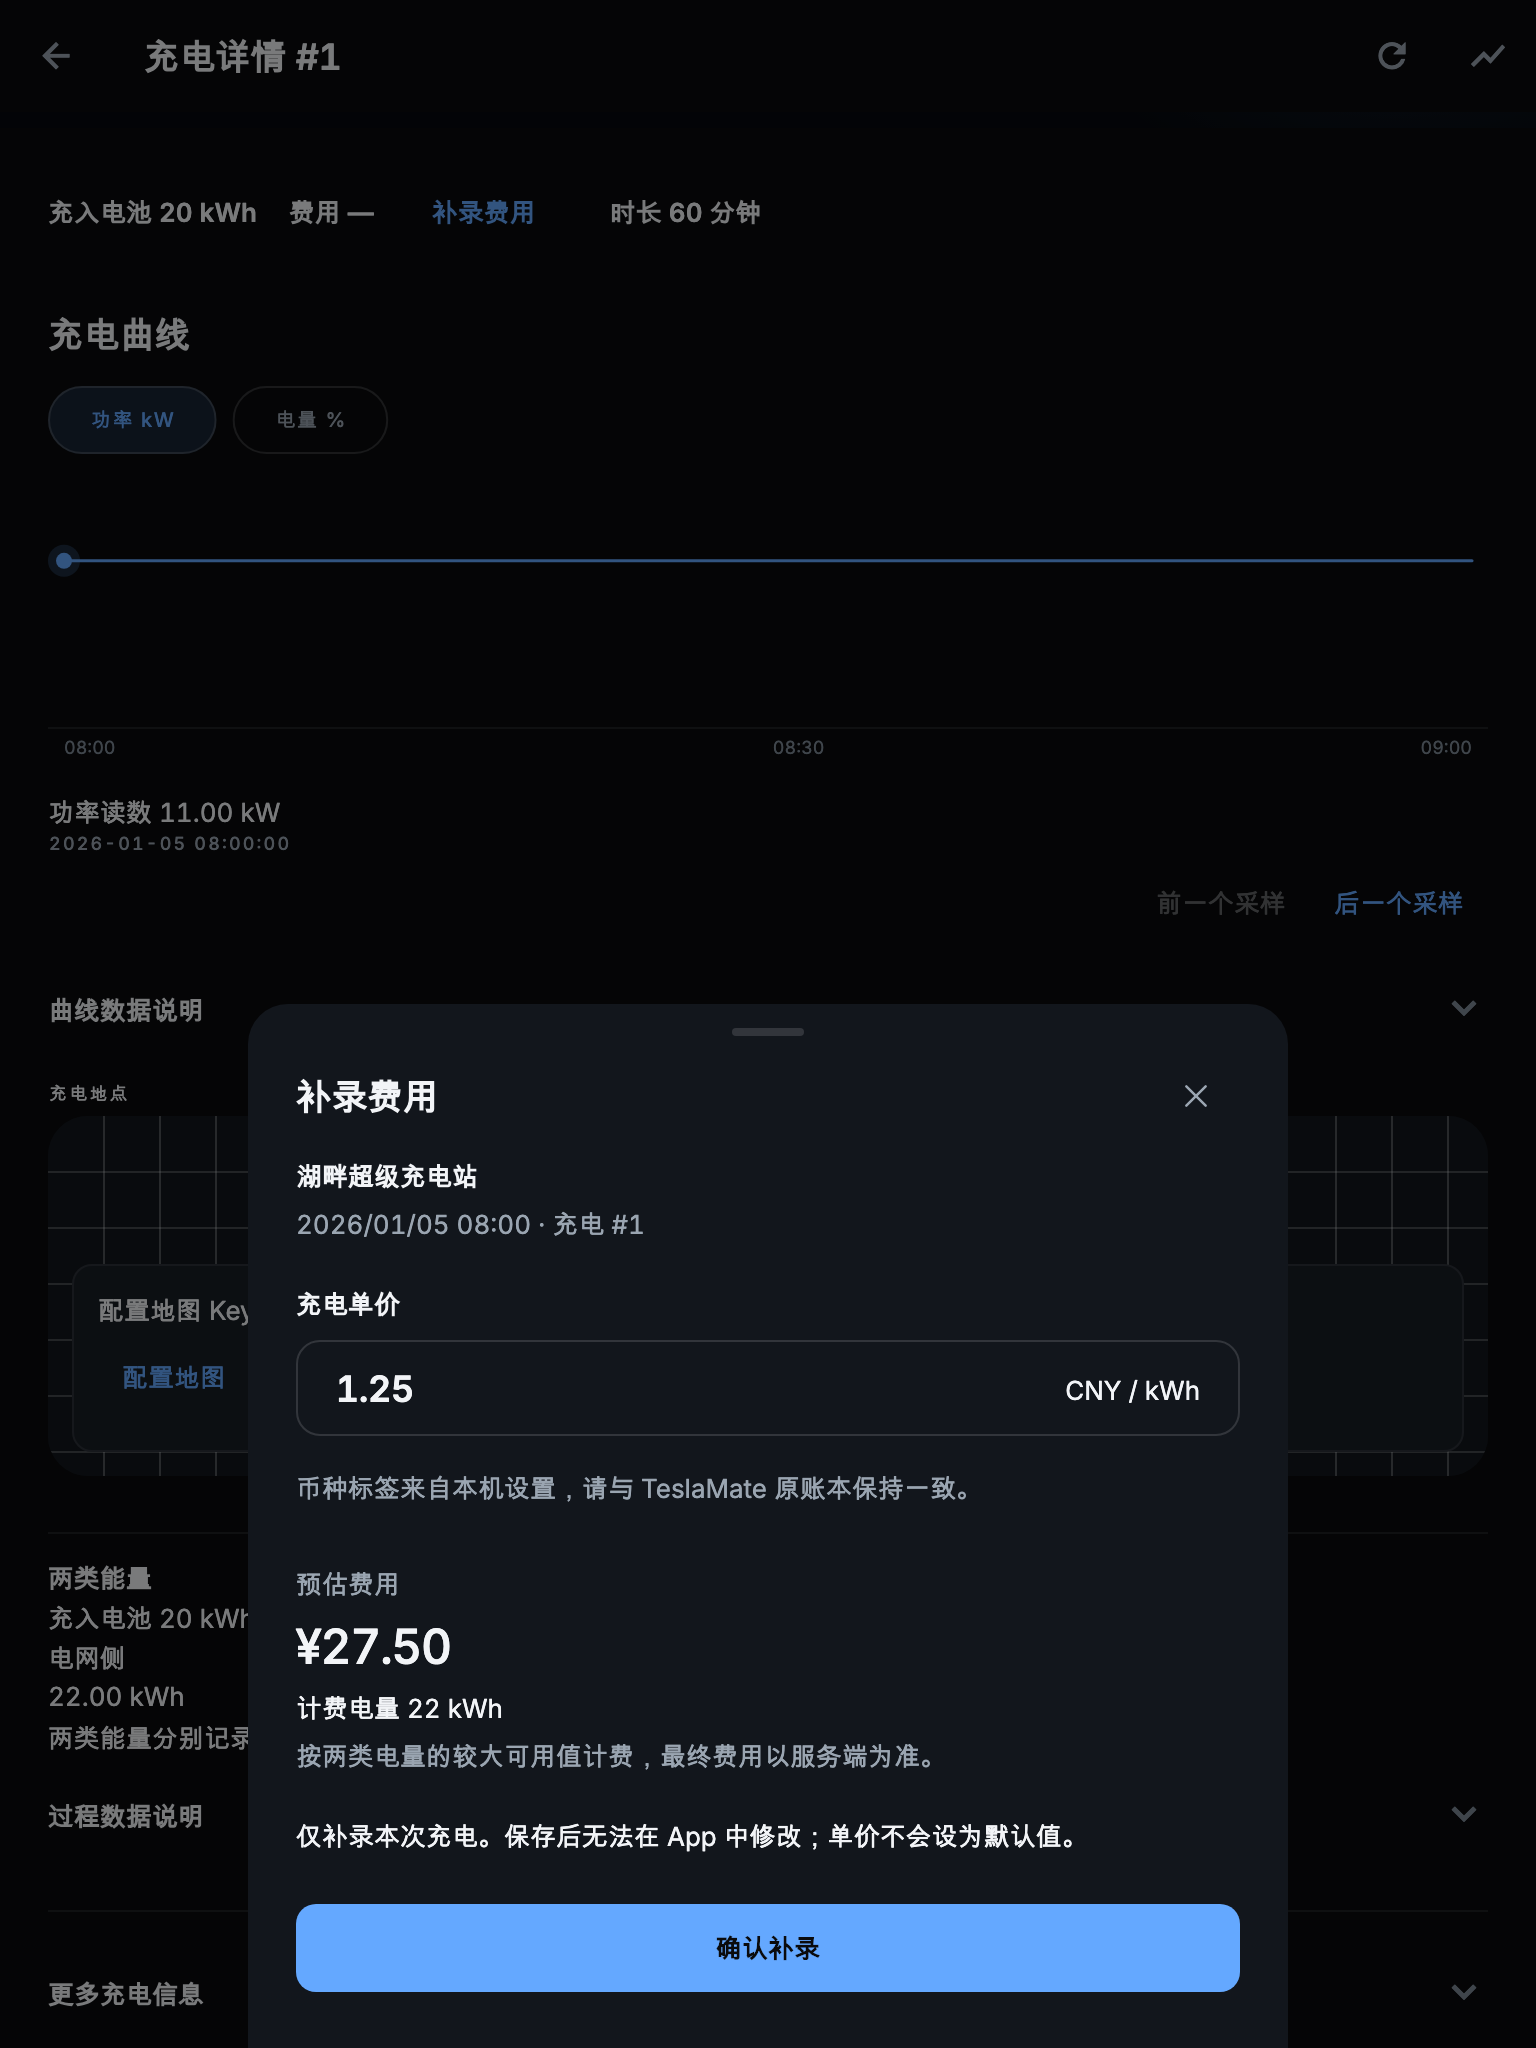 充电详情 #1
充入电池 20 kWh 费用 — 补录费用 时长 60 分钟
充电曲线
功率 kW 电量 %
08:00 08:30 09:00
功率读数 11.00 kW
2026-01-05 08:00:00
前一个采样 后一个采样
曲线数据说明
充电地点
配置地图 Key
配置地图
两类能量
充入电池 20 kWh
电网侧
22.00 kWh
两类能量分别记录
过程数据说明
更多充电信息
补录费用
湖畔超级充电站
2026/01/05 08:00 · 充电 #1
充电单价
1.25 CNY / kWh
币种标签来自本机设置，请与 TeslaMate 原账本保持一致。
预估费用
¥27.50
计费电量 22 kWh
按两类电量的较大可用值计费，最终费用以服务端为准。
仅补录本次充电。保存后无法在 App 中修改；单价不会设为默认值。
确认补录